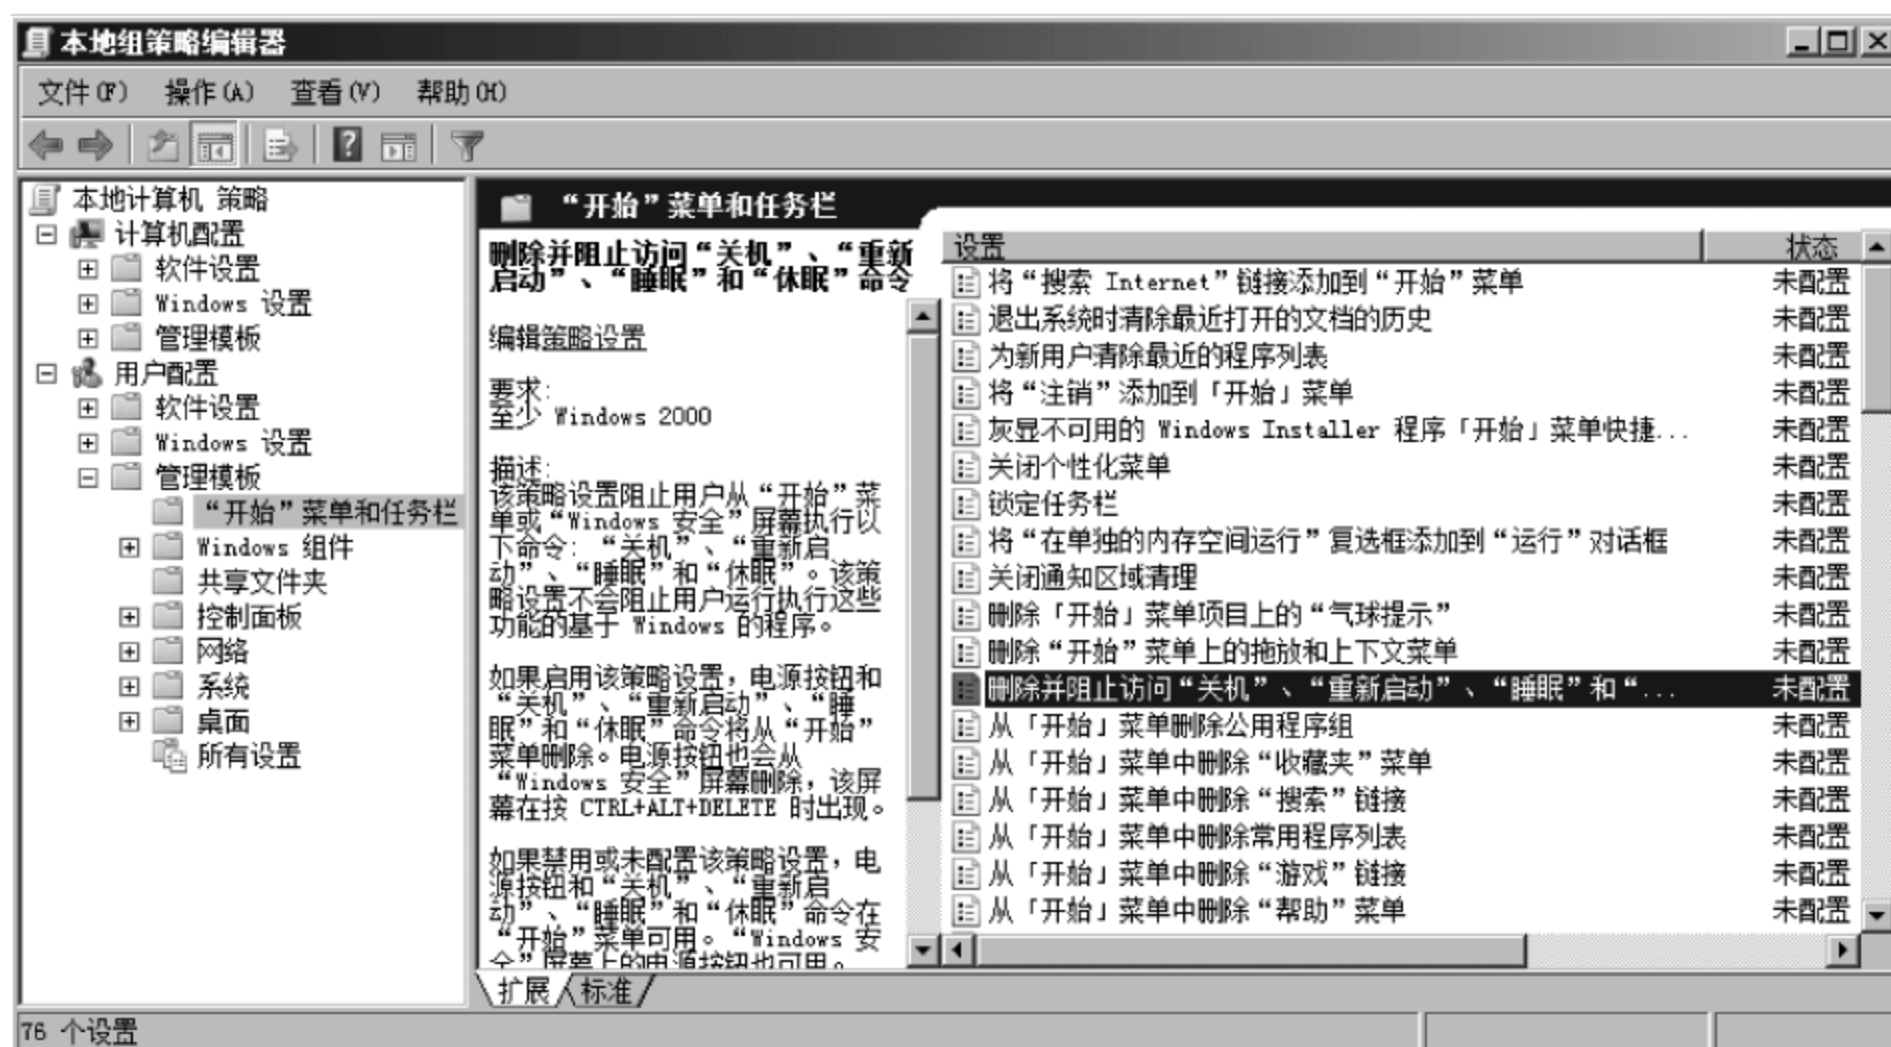 本地组策略编辑器
文件(F) 操作(A) 查看(V) 帮助(H)
本地计算机 策略
计算机配置
软件设置
Windows 设置
管理模板
用户配置
软件设置
Windows 设置
管理模板
“开始”菜单和任务栏
Windows 组件
共享文件夹
控制面板
网络
系统
桌面
所有设置
“开始”菜单和任务栏
删除并阻止访问“关机”、“重新
启动”、“睡眠”和“休眠”命令
编辑策略设置
要求:
至少 Windows 2000
描述:
该策略设置阻止用户从“开始”菜
单或“Windows 安全”屏幕执行以
下命令: “关机”、“重新启
动”、“睡眠”和“休眠”。该策
略设置不会阻止用户运行执行这些
功能的基于 Windows 的程序。
如果启用该策略设置，电源按钮和
“关机”、“重新启动”、“睡
眠”和“休眠”命令将从“开始”
菜单删除。电源按钮也会从
“Windows 安全”屏幕删除，该屏
幕在按 CTRL+ALT+DELETE 时出现。
如果禁用或未配置该策略设置，电
源按钮和“关机”、“重新启
动”、“睡眠”和“休眠”命令在
“开始”菜单可用。“Windows 安
全”屏幕上的电源按钮也可用。
设置 状态
将“搜索 Internet”链接添加到“开始”菜单 未配置
退出系统时清除最近打开的文档的历史 未配置
为新用户清除最近的程序列表 未配置
将“注销”添加到「开始」菜单 未配置
灰显不可用的 Windows Installer 程序「开始」菜单快捷... 未配置
关闭个性化菜单 未配置
锁定任务栏 未配置
将“在单独的内存空间运行”复选框添加到“运行”对话框 未配置
关闭通知区域清理 未配置
删除「开始」菜单项目上的“气球提示” 未配置
删除“开始”菜单上的拖放和上下文菜单 未配置
删除并阻止访问“关机”、“重新启动”、“睡眠”和“... 未配置
从「开始」菜单删除公用程序组 未配置
从「开始」菜单中删除“收藏夹”菜单 未配置
从「开始」菜单中删除“搜索”链接 未配置
从「开始」菜单中删除常用程序列表 未配置
从「开始」菜单中删除“游戏”链接 未配置
从「开始」菜单中删除“帮助”菜单 未配置
扩展 标准
76 个设置